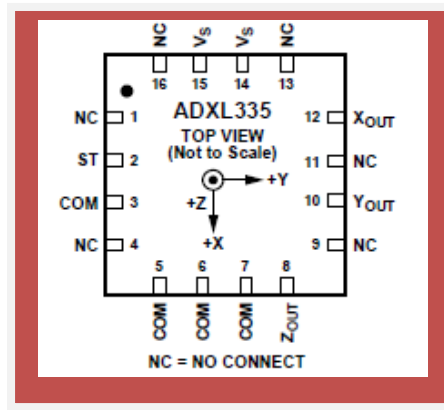 NC VS VS NC
16 15 14 13
ADXL335
TOP VIEW
(Not to Scale)
NC 1
ST 2
COM 3
NC 4
12 XOUT
11 NC
10 YOUT
9 NC
+Y
+Z
+X
5 6 7 8
COM COM COM ZOUT
NC = NO CONNECT